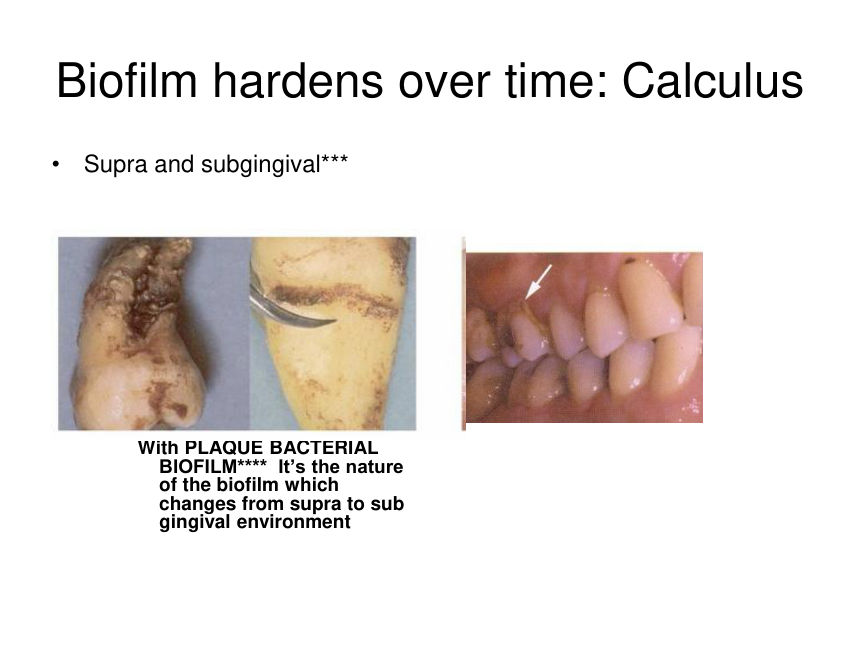 Biofilm hardens over time: Calculus
• Supra and subgingival***
With PLAQUE BACTERIAL
BIOFILM**** It’s the nature
of the biofilm which
changes from supra to sub
gingival environment